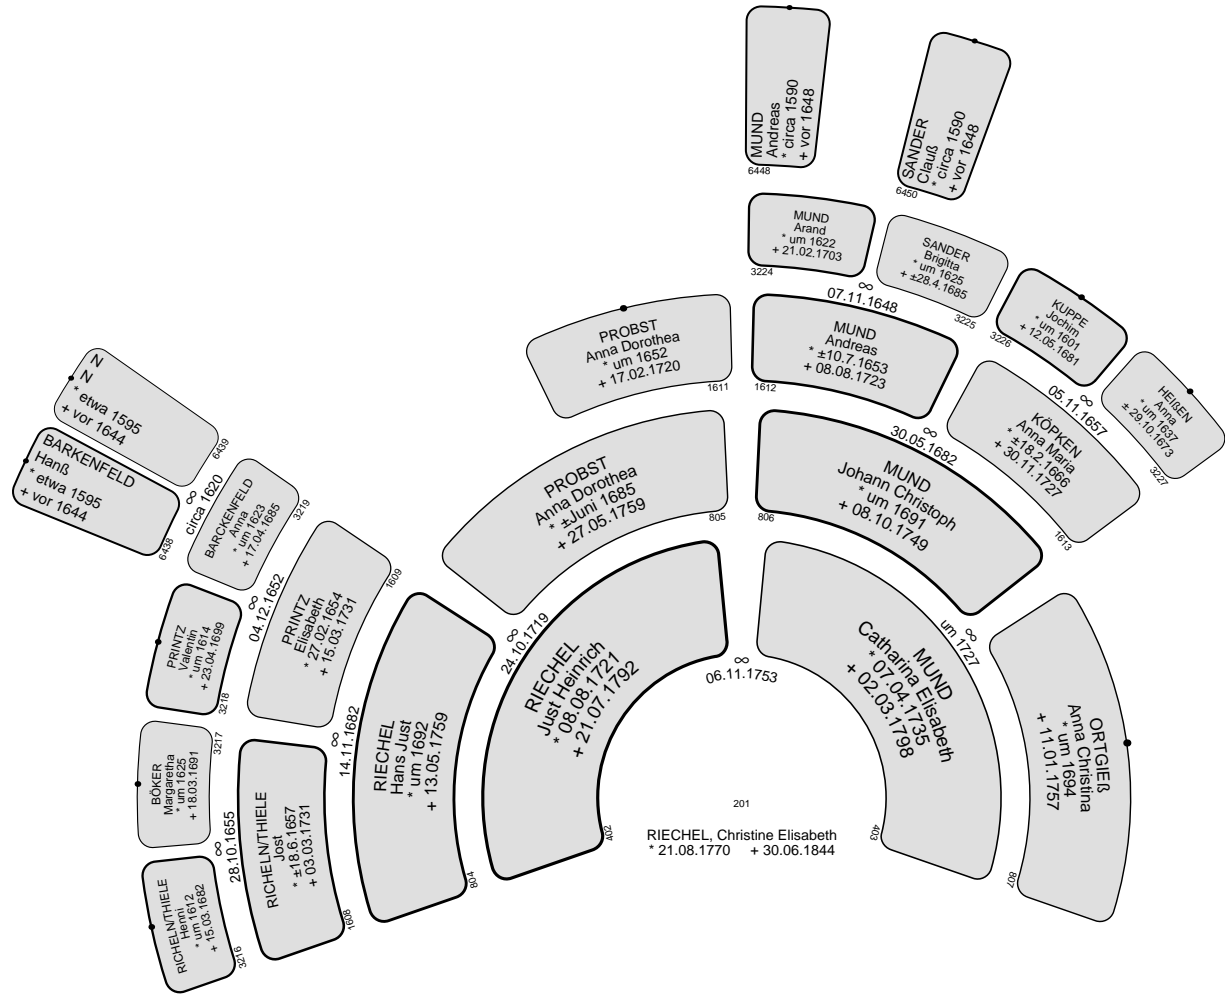 MUND
Andreas
* circa 1590
+ vor 1648
6448
SANDER
Clauß
* circa 1590
+ vor 1648
6450
MUND
Arand
* um 1622
+ 21.02.1703
3224
SANDER
Brigitta
* um 1625
+ ±28.4.1685
3225
∞
07.11.1648
KUPPE
Jochim
* um 1601
+ 12.05.1681
3226
HEIßEN
Anna
* um 1637
± 29.10.1673
3227
∞
05.11.1657
PROBST
Anna Dorothea
* um 1652
+ 17.02.1720
1611
MUND
Andreas
* ±10.7.1653
+ 08.08.1723
1612
KÖPKEN
Anna Maria
* ±18.2.1666
+ 30.11.1727
1613
∞
30.05.1682
N
N
* etwa 1595
+ vor 1644
6439
BARKENFELD
Hanß
* etwa 1595
+ vor 1644
6438
∞
circa 1620
BARCKENFELD
Anna
* um 1623
+ 17.04.1685
3219
PRINTZ
Valentin
* um 1614
+ 23.04.1699
3218
∞
04.12.1652
BÖKER
Margaretha
* um 1625
+ 18.03.1691
3217
RICHELN/THIELE
Henni
* um 1612
+ 15.03.1682
3216
∞
28.10.1655
PRINTZ
Elisabeth
* 27.02.1654
+ 15.03.1731
1609
RICHELN/THIELE
Jost
* ±18.6.1657
+ 03.03.1731
1608
∞
14.11.1682
PROBST
Anna Dorothea
* ±Juni 1685
+ 27.05.1759
805
MUND
Johann Christoph
* um 1691
+ 08.10.1749
806
RIECHEL
Hans Just
* um 1692
+ 13.05.1759
804
∞
24.10.1719
ORTGIEß
Anna Christina
* um 1694
+ 11.01.1757
807
∞
um 1727
RIECHEL
Just Heinrich
* 08.08.1721
+ 21.07.1792
402
MUND
Catharina Elisabeth
* 07.04.1735
+ 02.03.1798
403
∞
06.11.1753
201
RIECHEL, Christine Elisabeth
* 21.08.1770 + 30.06.1844